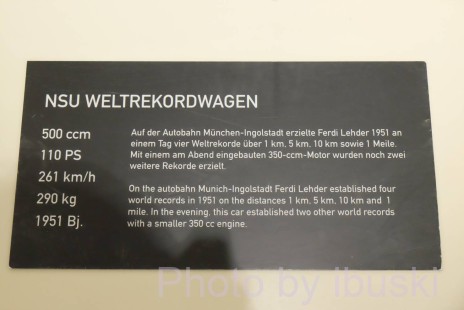 NSU WELTREKORDWAGEN
500 ccm
110 PS
261 km/h
290 kg
1951 Bj.
Auf der Autobahn München-Ingolstadt erzielte Ferdi Lehder 1951 an
einem Tag vier Weltrekorde über 1 km, 5 km, 10 km sowie 1 Meile.
Mit einem am Abend eingebauten 350-ccm-Motor wurden noch zwei
weitere Rekorde erzielt.
On the autobahn Munich-Ingolstadt Ferdi Lehder established four
world records in 1951 on the distances 1 km, 5 km, 10 km and 1
mile. In the evening, this car established two other world records
with a smaller 350 cc engine.
Photo by ibuski